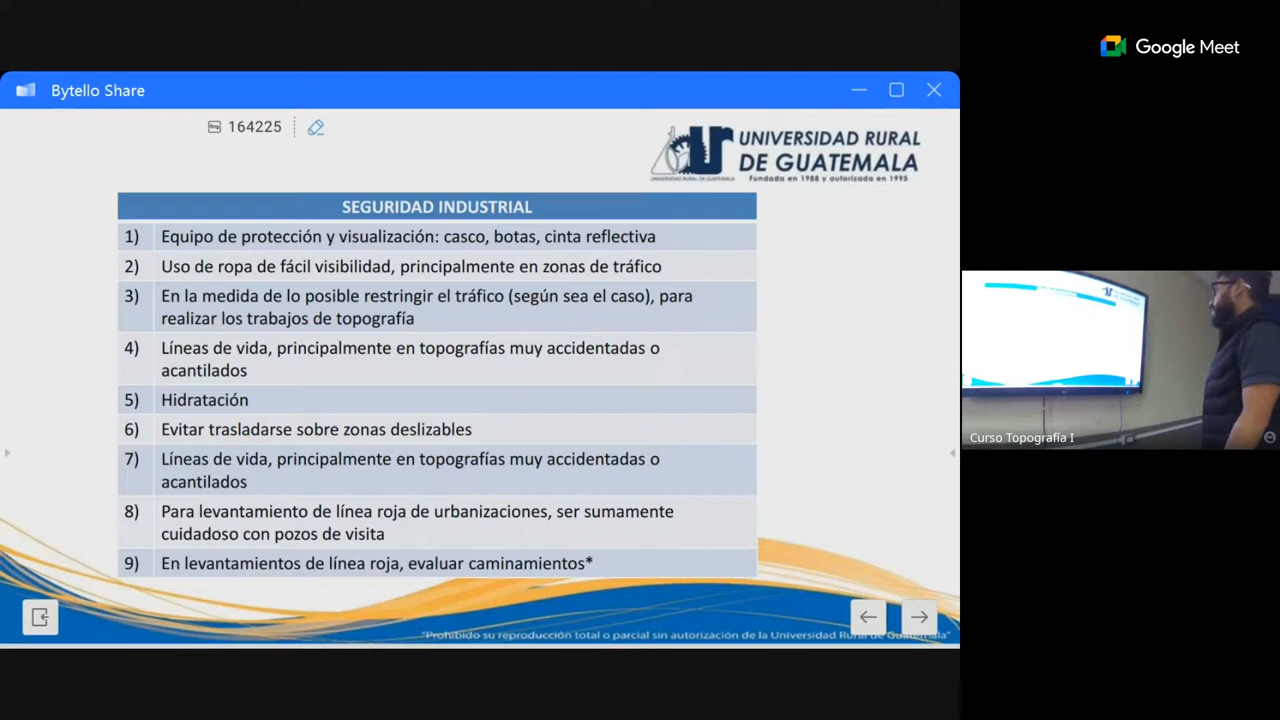 Google Meet
Bytello Share
164225
UNIVERSIDAD RURAL
DE GUATEMALA
Fundada en 1988 y autorizada en 1995
UNIVERSIDAD RURAL DE GUATEMALA
SEGURIDAD INDUSTRIAL
1) Equipo de protección y visualización: casco, botas, cinta reflectiva
2) Uso de ropa de fácil visibilidad, principalmente en zonas de tráfico
3) En la medida de lo posible restringir el tráfico (según sea el caso), para
realizar los trabajos de topografía
4) Líneas de vida, principalmente en topografías muy accidentadas o
acantilados
5) Hidratación
6) Evitar trasladarse sobre zonas deslizables
7) Líneas de vida, principalmente en topografías muy accidentadas o
acantilados
8) Para levantamiento de línea roja de urbanizaciones, ser sumamente
cuidadoso con pozos de visita
9) En levantamientos de línea roja, evaluar caminamientos*
"Prohibido su reproducción total o parcial sin autorización de la Universidad Rural de Guatemala"
Curso Topografía I